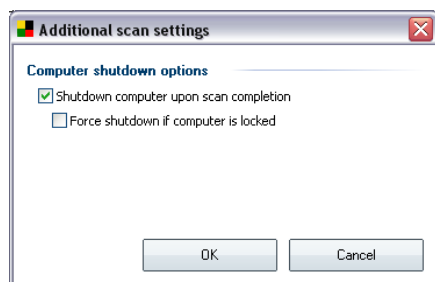 Additional scan settings
Computer shutdown options
Shutdown computer upon scan completion
Force shutdown if computer is locked
OK
Cancel